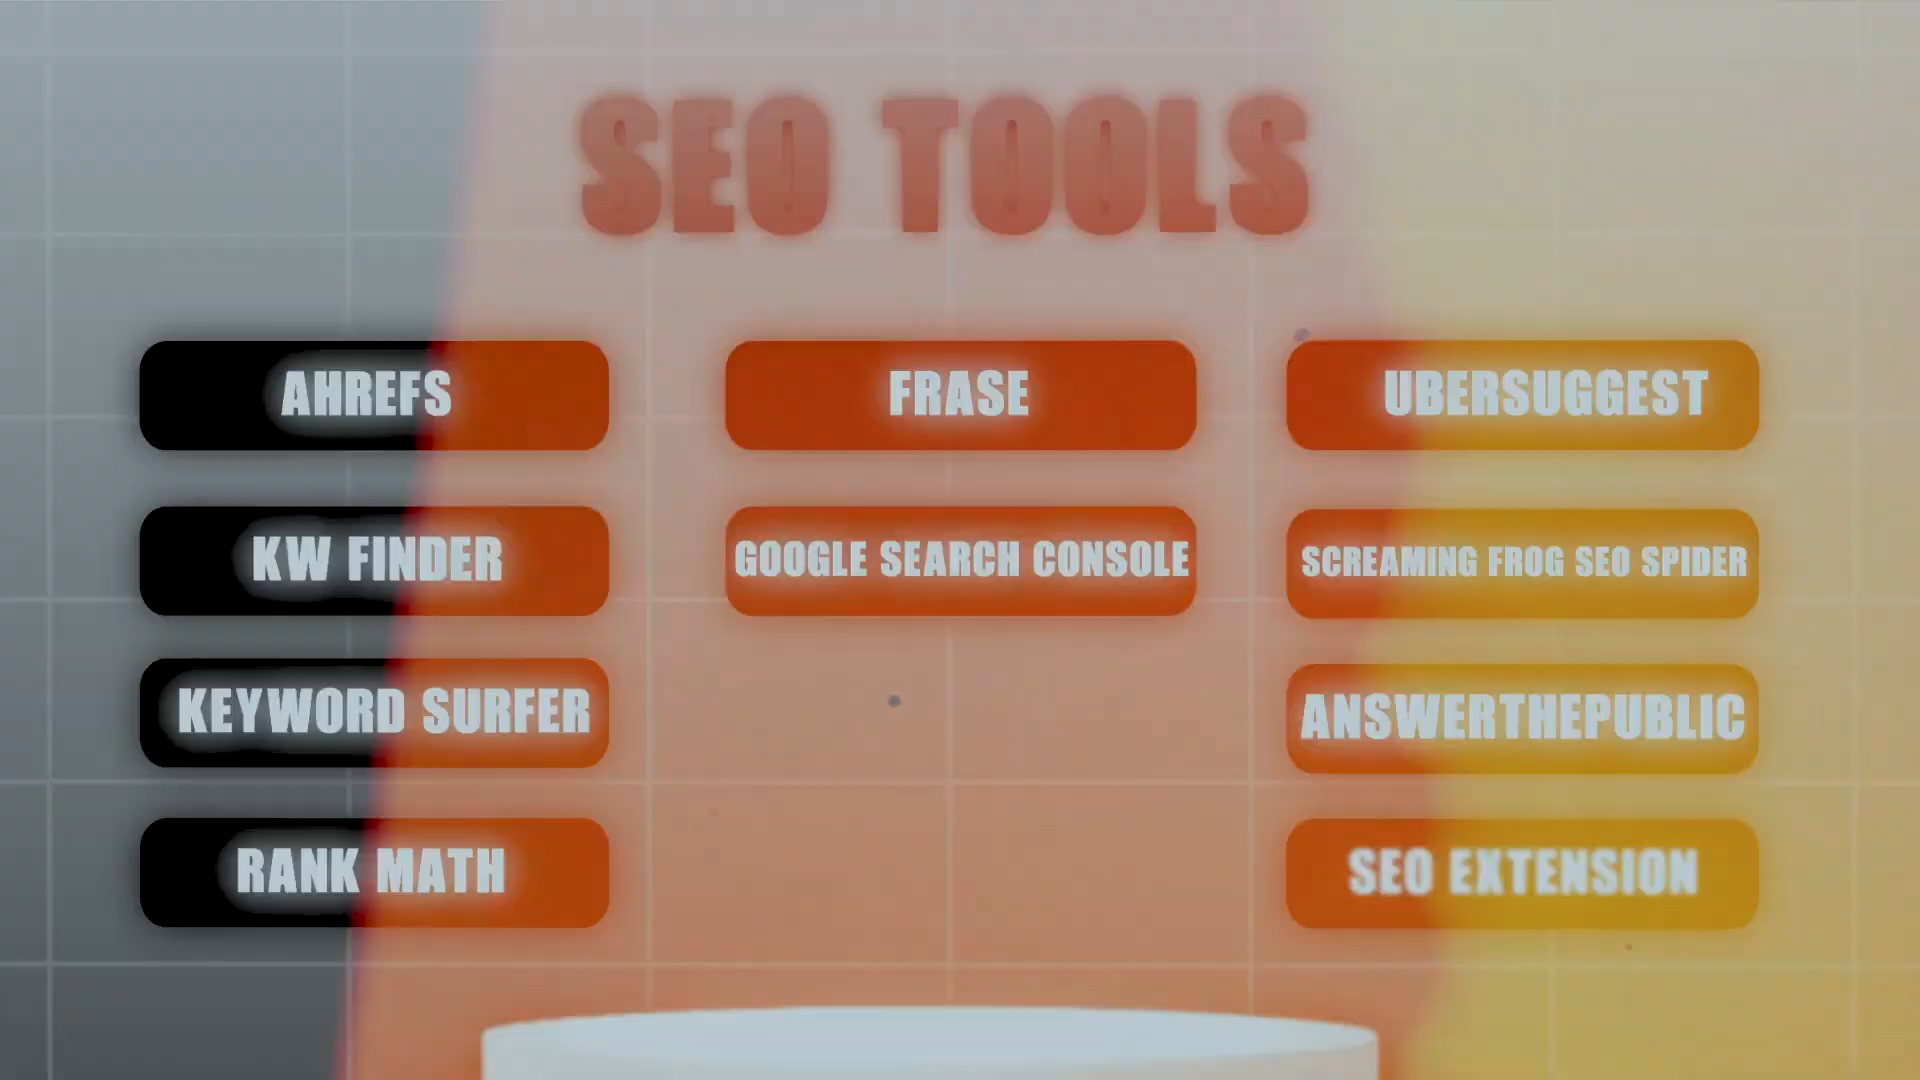 SEO TOOLS
AHREFS
KW FINDER
KEYWORD SURFER
RANK MATH
FRASE
GOOGLE SEARCH CONSOLE
UBERSUGGEST
SCREAMING FROG SEO SPIDER
ANSWERTHEPUBLIC
SEO EXTENSION